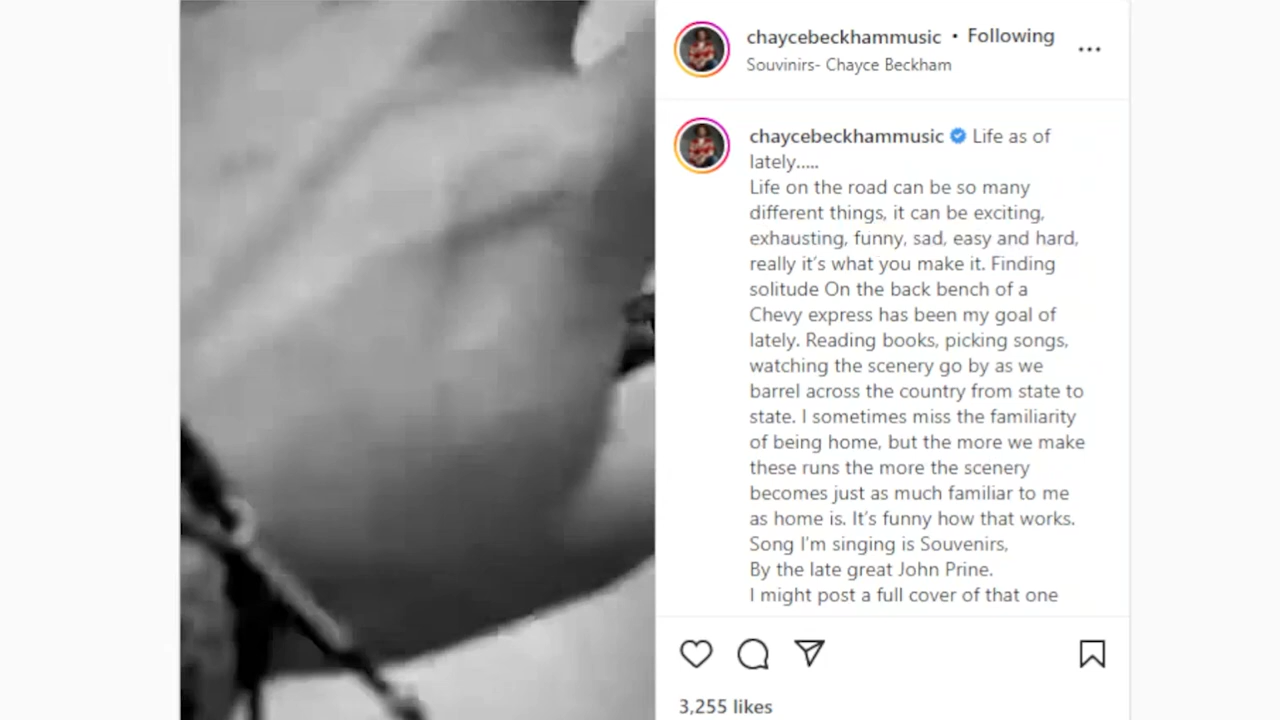 chaycebeckhammusic • Following
Souvinirs- Chayce Beckham
chaycebeckhammusic Life as of
lately.....
Life on the road can be so many
different things, it can be exciting,
exhausting, funny, sad, easy and hard,
really it's what you make it. Finding
solitude On the back bench of a
Chevy express has been my goal of
lately. Reading books, picking songs,
watching the scenery go by as we
barrel across the country from state to
state. I sometimes miss the familiarity
of being home, but the more we make
these runs the more the scenery
becomes just as much familiar to me
as home is. It's funny how that works.
Song I'm singing is Souvenirs,
By the late great John Prine.
I might post a full cover of that one
3,255 likes